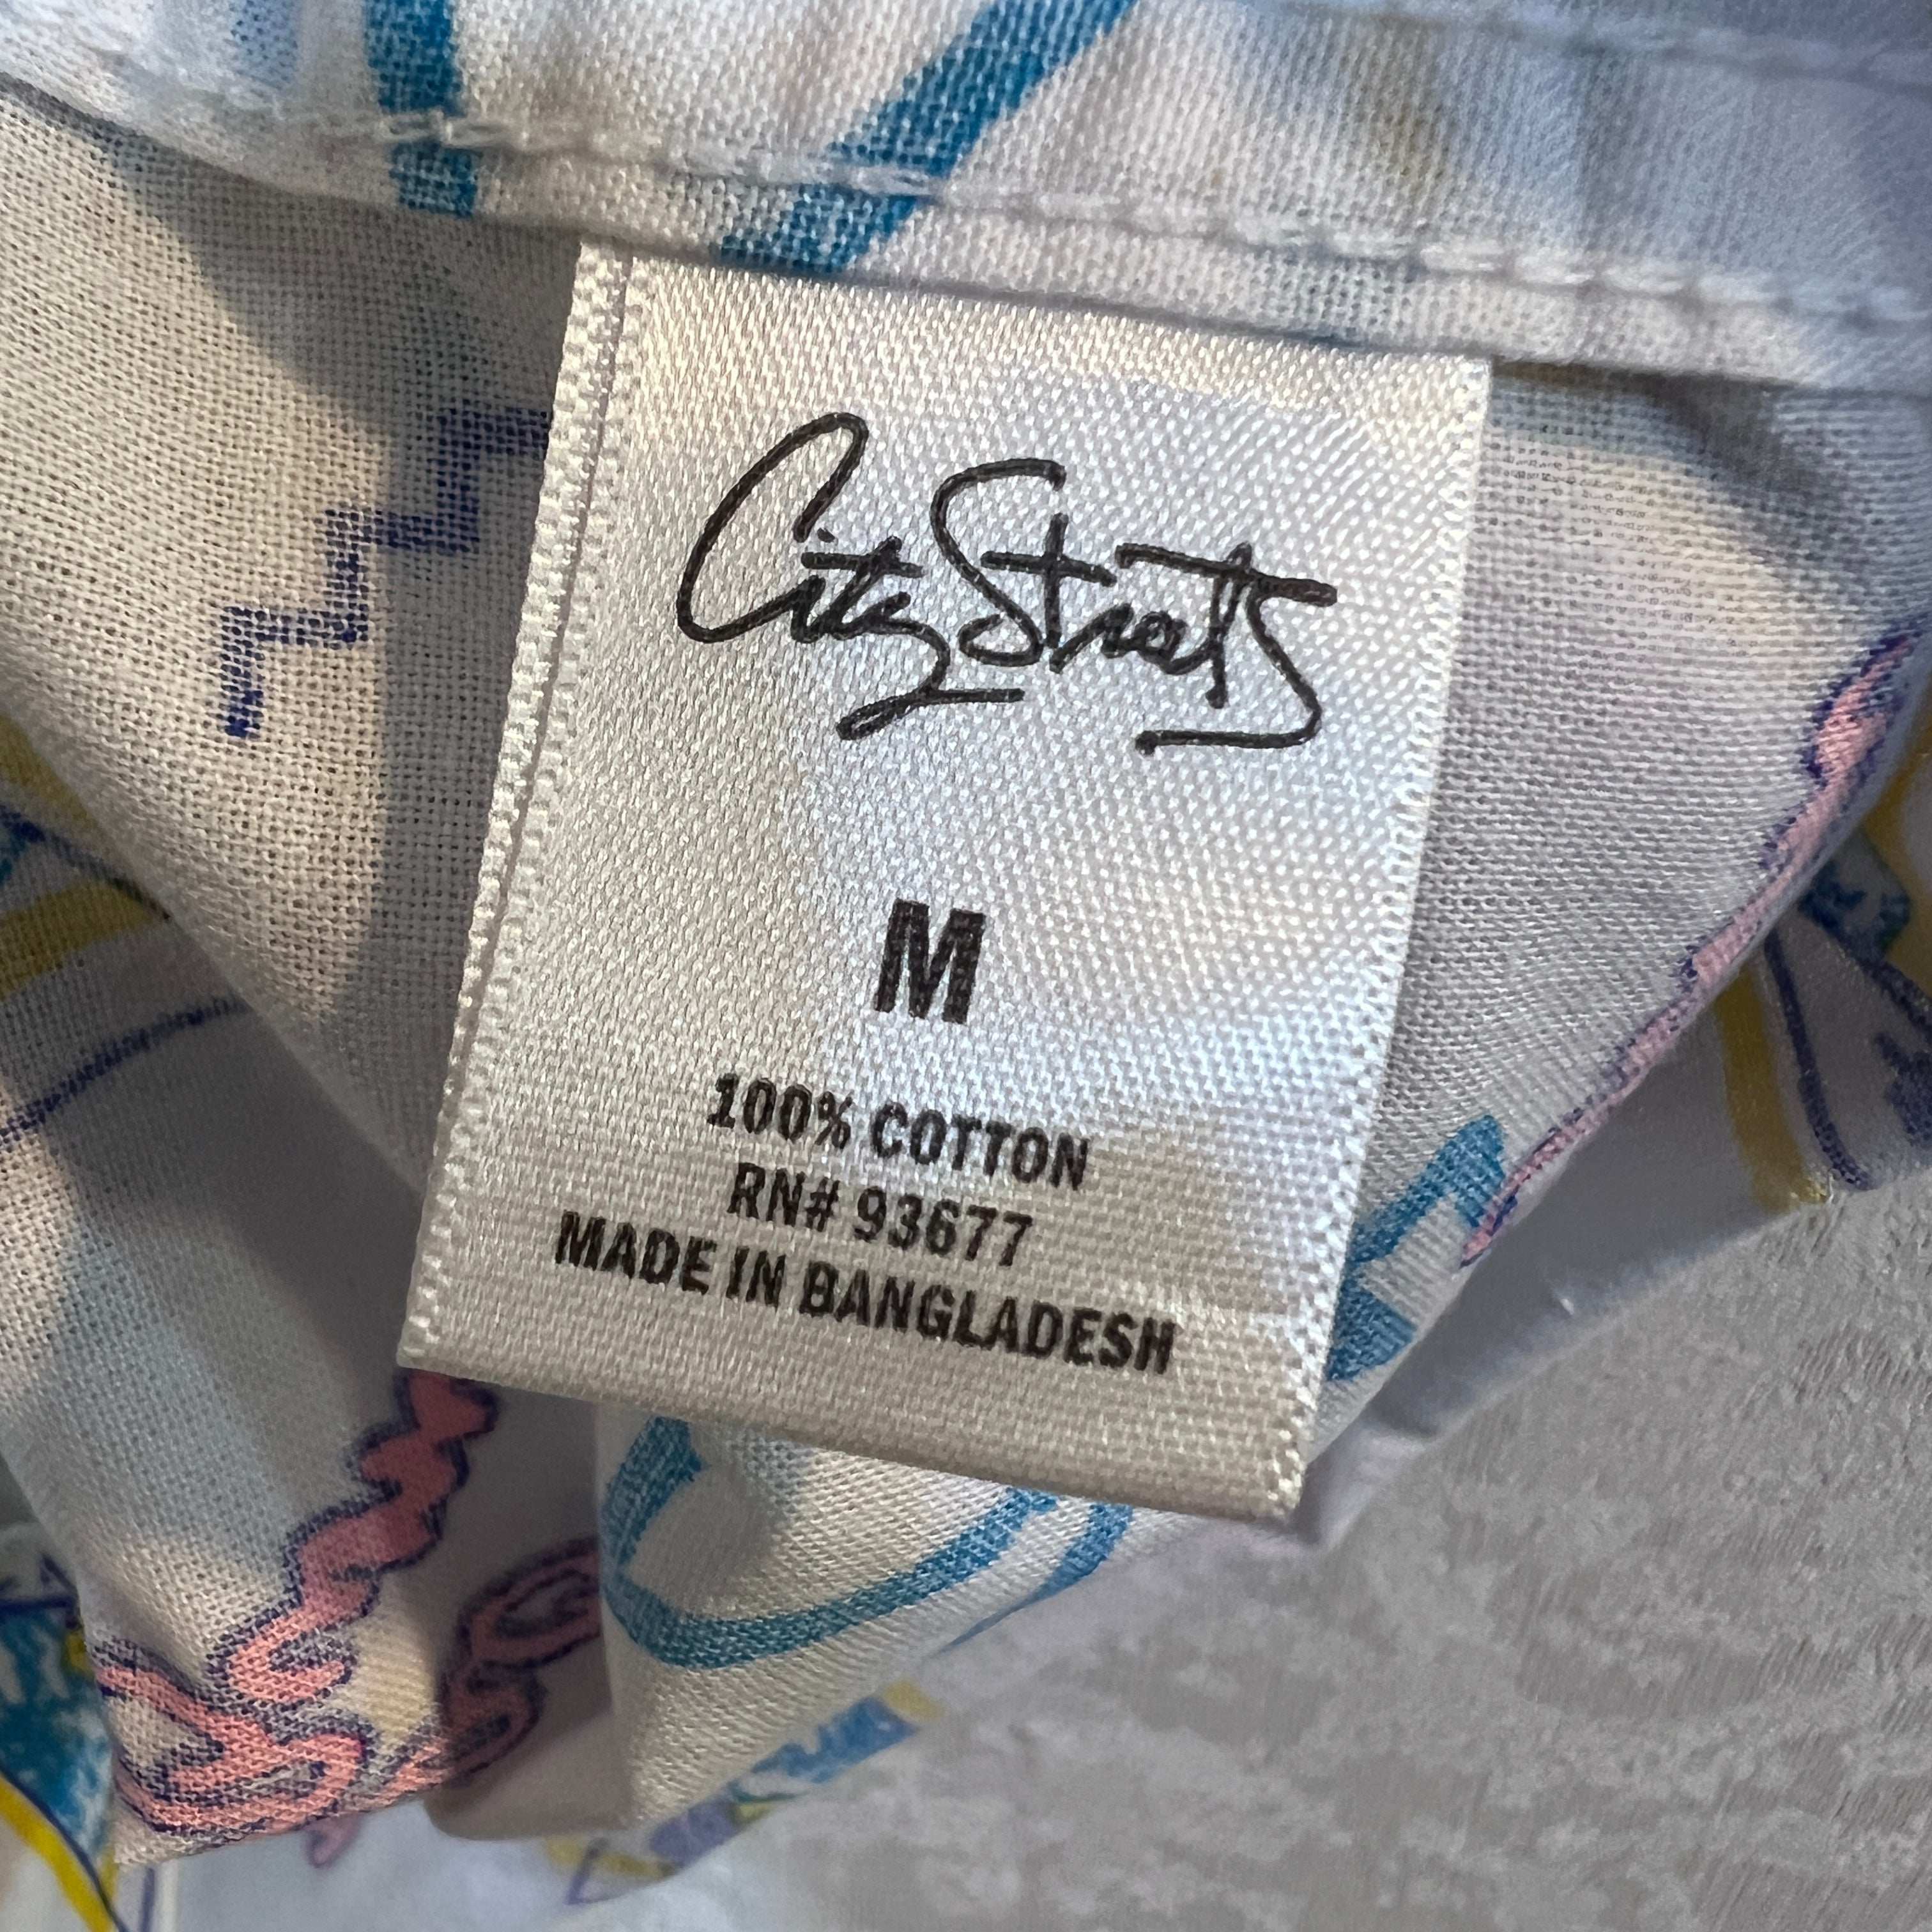 City Streets
M
100% COTTON
RN# 93677
MADE IN BANGLADESH